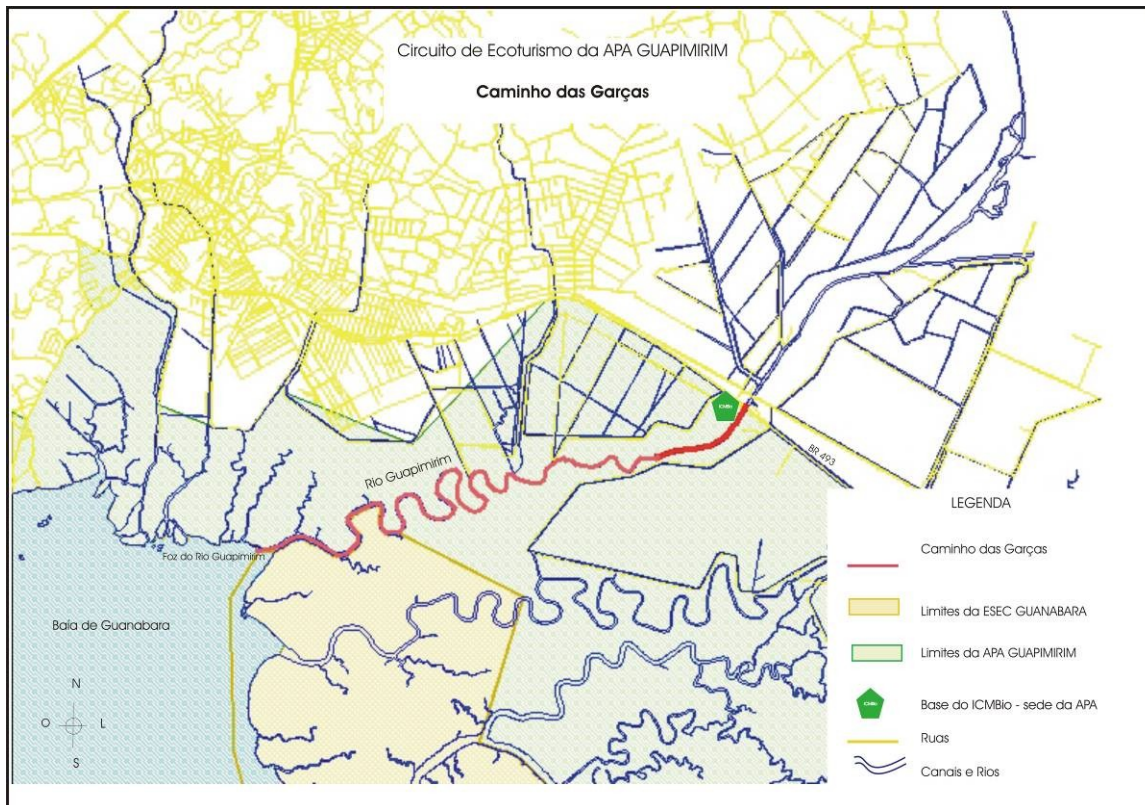 Circuito de Ecoturismo da APA GUAPIMIRIM
Caminho das Garças
ICMBio
BR 493
Rio Guapimirim
Foz do Rio Guapimirim
Baía de Guanabara
N
O L
S
LEGENDA
Caminho das Garças
Limites da ESEC GUANABARA
Limites da APA GUAPIMIRIM
ICMBio
Base do ICMBio - sede da APA
Ruas
Canais e Rios